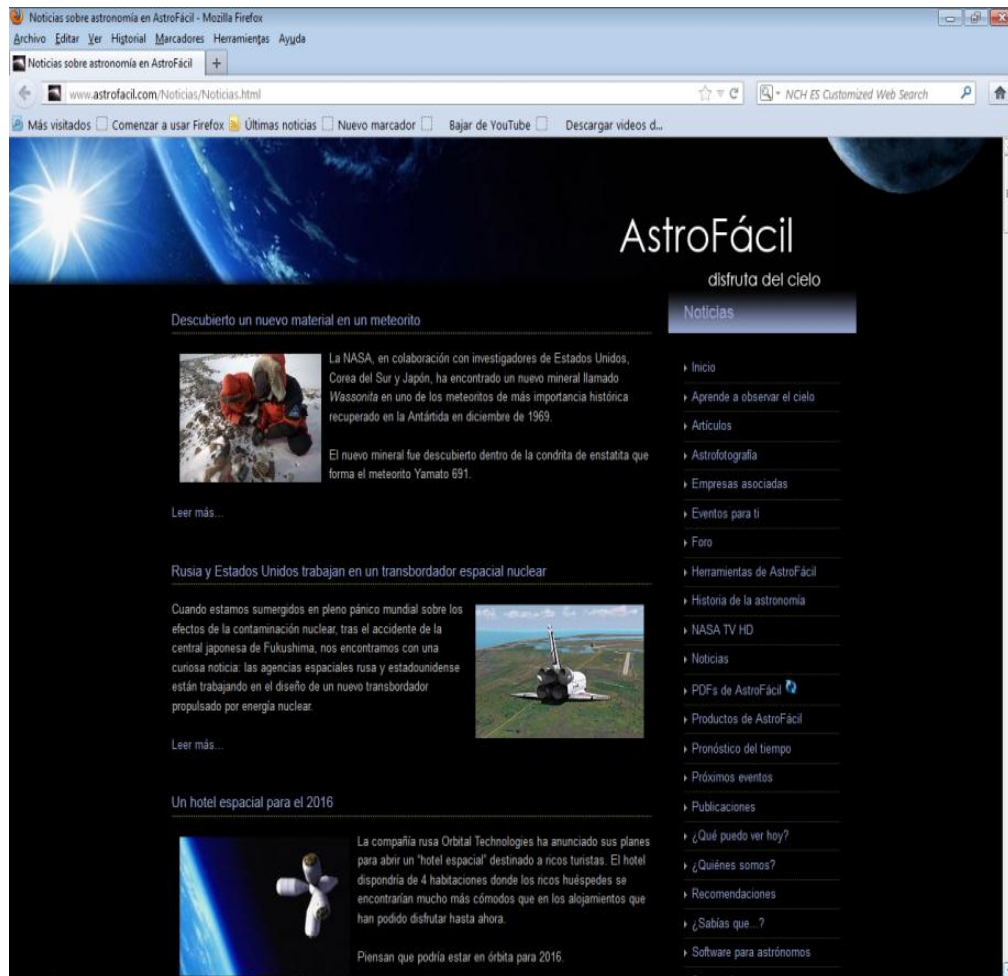 Noticias sobre astronomía en AstroFácil - Mozilla Firefox
Archivo Editar Ver Historial Marcadores Herramientas Ayuda
Noticias sobre astronomía en AstroFácil
www.astrofacil.com/Noticias/Noticias.html
NCH ES Customized Web Search
Más visitados Comenzar a usar Firefox Últimas noticias Nuevo marcador Bajar de YouTube Descargar videos d...
AstroFácil
disfruta del cielo
Descubierto un nuevo material en un meteorito
La NASA, en colaboración con investigadores de Estados Unidos,
Corea del Sur y Japón, ha encontrado un nuevo mineral llamado
Wassonita en uno de los meteoritos de más importancia histórica
recuperado en la Antártida en diciembre de 1969.
El nuevo mineral fue descubierto dentro de la condrita de enstatita que
forma el meteorito Yamato 691.
Leer más...
Rusia y Estados Unidos trabajan en un transbordador espacial nuclear
Cuando estamos sumergidos en pleno pánico mundial sobre los
efectos de la contaminación nuclear, tras el accidente de la
central japonesa de Fukushima, nos encontramos con una
curiosa noticia: las agencias espaciales rusa y estadounidense
están trabajando en el diseño de un nuevo transbordador
propulsado por energía nuclear.
Leer más...
Un hotel espacial para el 2016
La compañía rusa Orbital Technologies ha anunciado sus planes
para abrir un "hotel espacial" destinado a ricos turistas. El hotel
dispondría de 4 habitaciones donde los ricos huéspedes se
encontrarían mucho más cómodos que en los alojamientos que
han podido disfrutar hasta ahora.
Piensan que podría estar en órbita para 2016.
Noticias
Inicio
Aprende a observar el cielo
Artículos
Astrofotografía
Empresas asociadas
Eventos para ti
Foro
Herramientas de AstroFácil
Historia de la astronomía
NASA TV HD
Noticias
PDFs de AstroFácil
Productos de AstroFácil
Pronóstico del tiempo
Próximos eventos
Publicaciones
¿Qué puedo ver hoy?
¿Quiénes somos?
Recomendaciones
¿Sabías que...?
Software para astrónomos